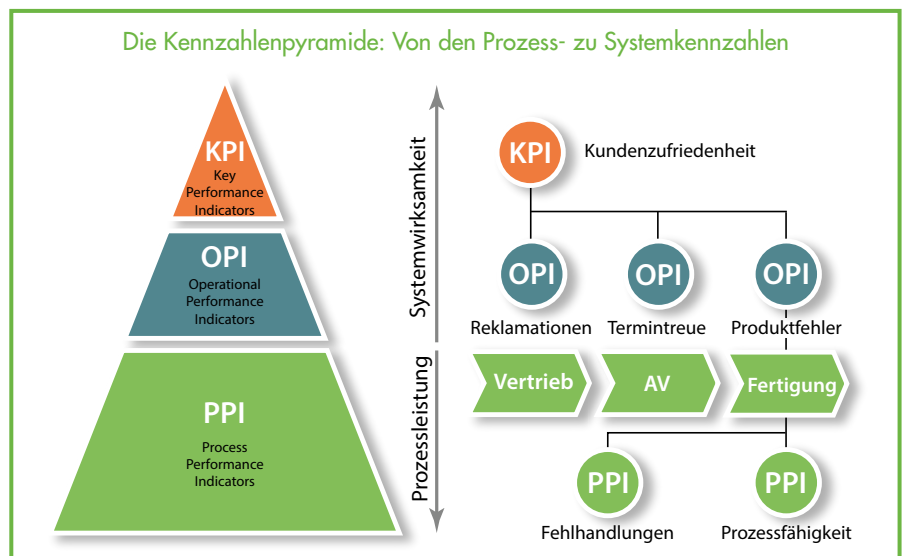 Die Kennzahlenpyramide: Von den Prozess- zu Systemkennzahlen
KPI
Key
Performance
Indicators
OPI
Operational
Performance
Indicators
PPI
Process
Performance
Indicators
Systemwirksamkeit
Prozessleistung
KPI
Kundenzufriedenheit
OPI
OPI
OPI
Reklamationen
Termintreue
Produktfehler
Vertrieb
AV
Fertigung
PPI
PPI
Fehlhandlungen
Prozessfähigkeit